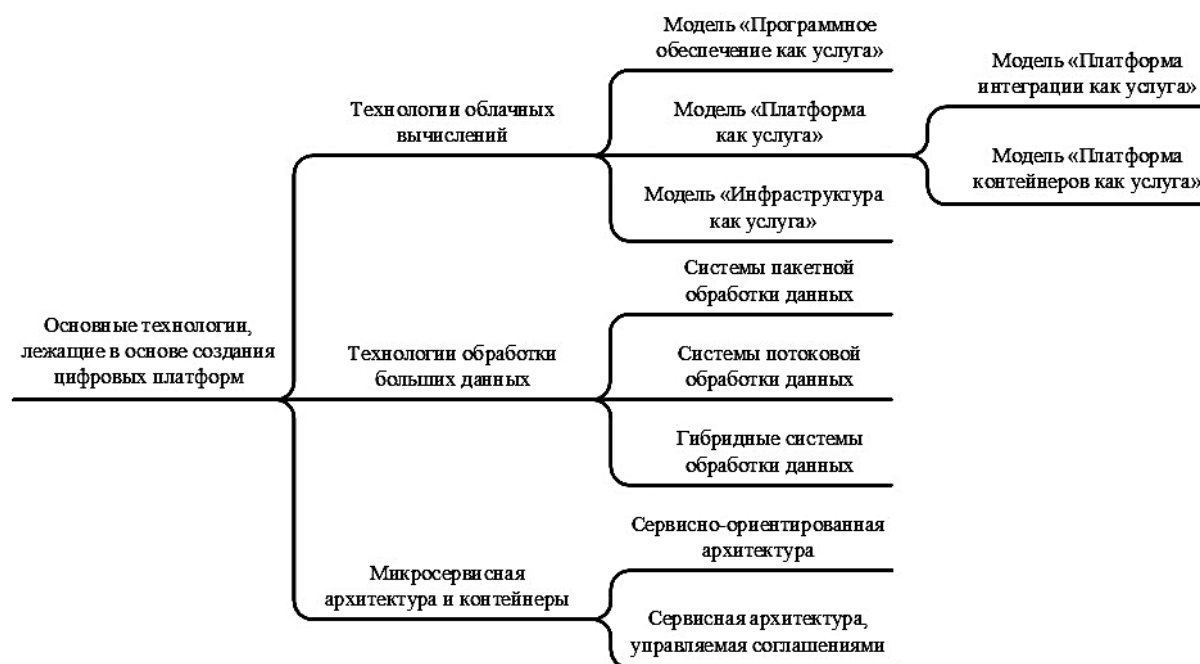 Основные технологии,
лежащие в основе создания
цифровых платформ
Технологии облачных
вычислений
Модель «Программное
обеспечение как услуга»
Модель «Платформа
как услуга»
Модель «Платформа
интеграции как услуга»
Модель «Платформа
контейнеров как услуга»
Модель «Инфраструктура
как услуга»
Технологии обработки
больших данных
Системы пакетной
обработки данных
Системы потоковой
обработки данных
Гибридные системы
обработки данных
Микросервисная
архитектура и контейнеры
Сервисно-ориентированная
архитектура
Сервисная архитектура,
управляемая соглашениями